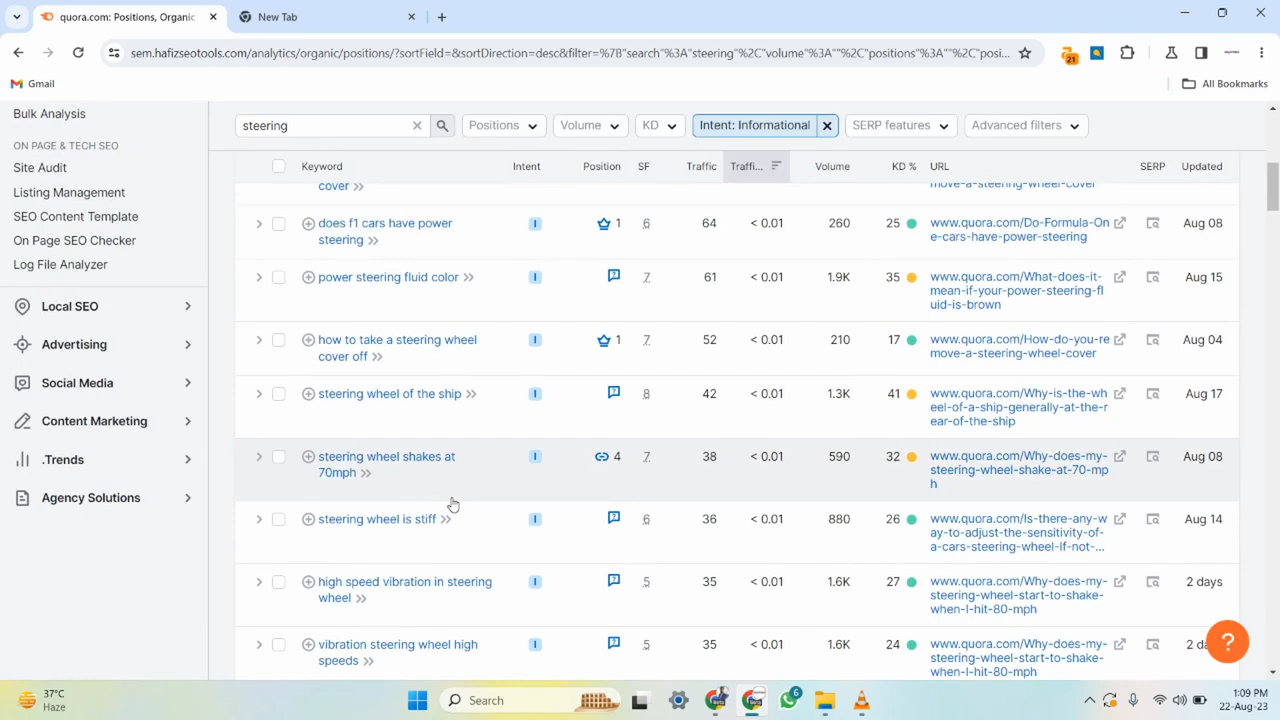 quora.com: Positions, Organic
New Tab
sem.hafizseotools.com/analytics/organic/positions/?sortField=&sortDirection=desc&filter=%7B"search"%3A"steering"%2C"volume"%3A""%2C"positions"%3A""%2C"posi...
21
Gmail
All Bookmarks
Bulk Analysis
ON PAGE & TECH SEO
Site Audit
Listing Management
SEO Content Template
On Page SEO Checker
Log File Analyzer
Local SEO
Advertising
Social Media
Content Marketing
.Trends
Agency Solutions
steering
Positions
Volume
KD
Intent: Informational
SERP features
Advanced filters
Keyword Intent Position SF Traffic Traffi... Volume KD % URL SERP Updated
cover move-a-steering-wheel-cover
does f1 cars have power I 1 6 64 < 0.01 260 25 www.quora.com/Do-Formula-On Aug 08
steering e-cars-have-power-steering
power steering fluid color I 7 61 < 0.01 1.9K 35 www.quora.com/What-does-it- Aug 15
mean-if-your-power-steering-fl
uid-is-brown
how to take a steering wheel I 1 7 52 < 0.01 210 17 www.quora.com/How-do-you-re Aug 04
cover off move-a-steering-wheel-cover
steering wheel of the ship I 8 42 < 0.01 1.3K 41 www.quora.com/Why-is-the-wh Aug 17
eel-of-a-ship-generally-at-the-r
ear-of-the-ship
steering wheel shakes at I 4 7 38 < 0.01 590 32 www.quora.com/Why-does-my- Aug 08
70mph steering-wheel-shake-at-70-mp
h
steering wheel is stiff I 6 36 < 0.01 880 26 www.quora.com/Is-there-any-w Aug 14
ay-to-adjust-the-sensitivity-of-
a-cars-steering-wheel-If-not-...
high speed vibration in steering I 5 35 < 0.01 1.6K 27 www.quora.com/Why-does-my- 2 days
wheel steering-wheel-start-to-shake-
when-I-hit-80-mph
vibration steering wheel high I 5 35 < 0.01 1.6K 24 www.quora.com/Why-does-my- 2 da
speeds steering-wheel-start-to-shake-
when-I-hit-80-mph
?
37°C
Haze
Search
6
1:09 PM
22-Aug-23